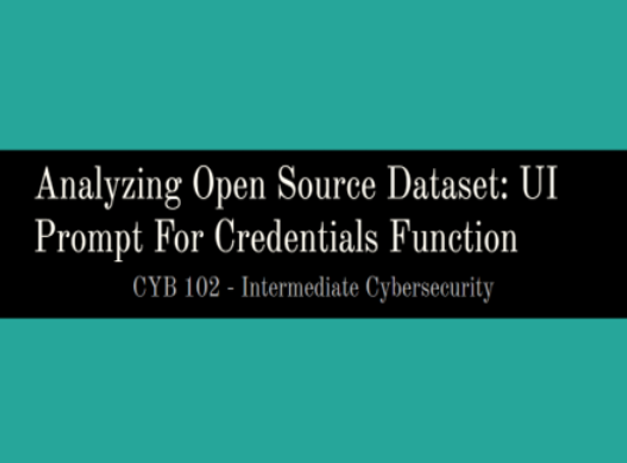 Analyzing Open Source Dataset: UI
Prompt For Credentials Function
CYB 102 - Intermediate Cybersecurity